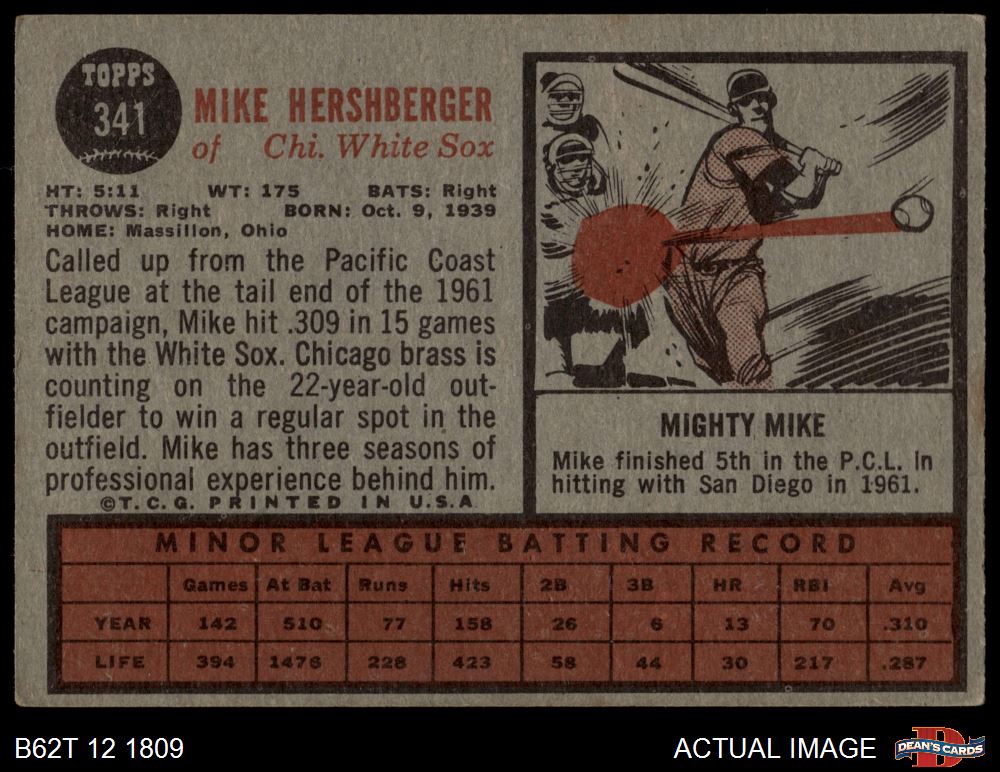 TOPPS
341
MIKE HERSHBERGER
of Chi. White Sox
HT: 5:11 WT: 175 BATS: Right
THROWS: Right BORN: Oct. 9, 1939
HOME: Massillon, Ohio
Called up from the Pacific Coast
League at the tail end of the 1961
campaign, Mike hit .309 in 15 games
with the White Sox. Chicago brass is
counting on the 22-year-old out-
fielder to win a regular spot in the
outfield. Mike has three seasons of
professional experience behind him.
©T.C.G. PRINTED IN U.S.A.
MIGHTY MIKE
Mike finished 5th in the P.C.L. in
hitting with San Diego in 1961.
MINOR LEAGUE BATTING RECORD
Games At Bat Runs Hits 2B 3B HR RBI Avg
YEAR 142 510 77 158 26 6 13 70 .310
LIFE 394 1476 228 423 58 44 30 217 .287
B62T 12 1809
ACTUAL IMAGE
DEAN'S CARDS